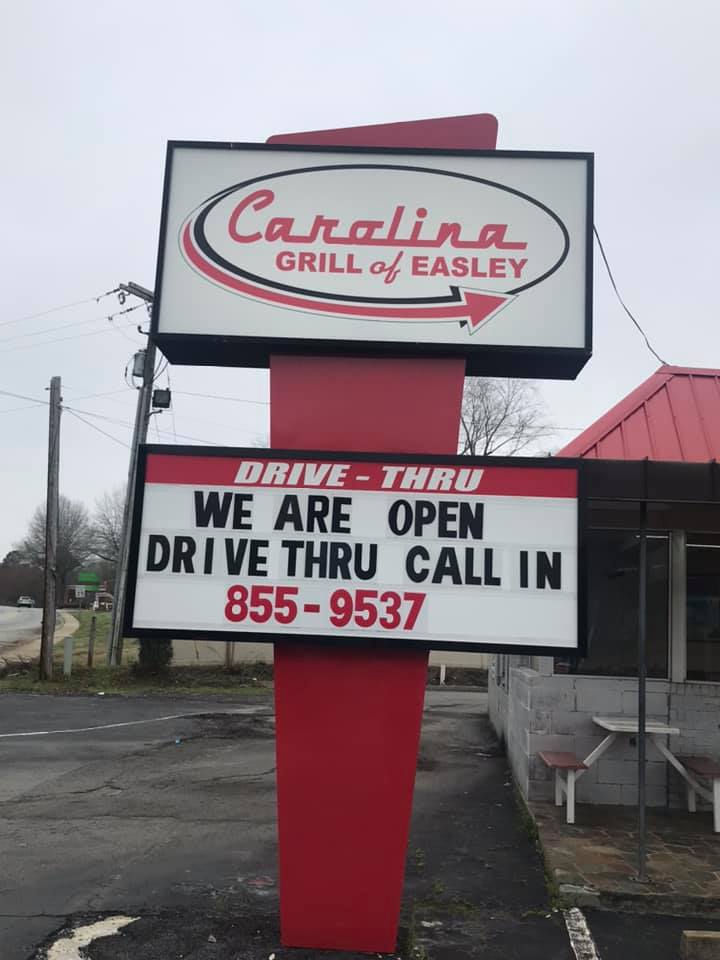 Carolina
GRILL of EASLEY
DRIVE-THRU
WE ARE OPEN
DRIVE THRU CALL IN
855-9537